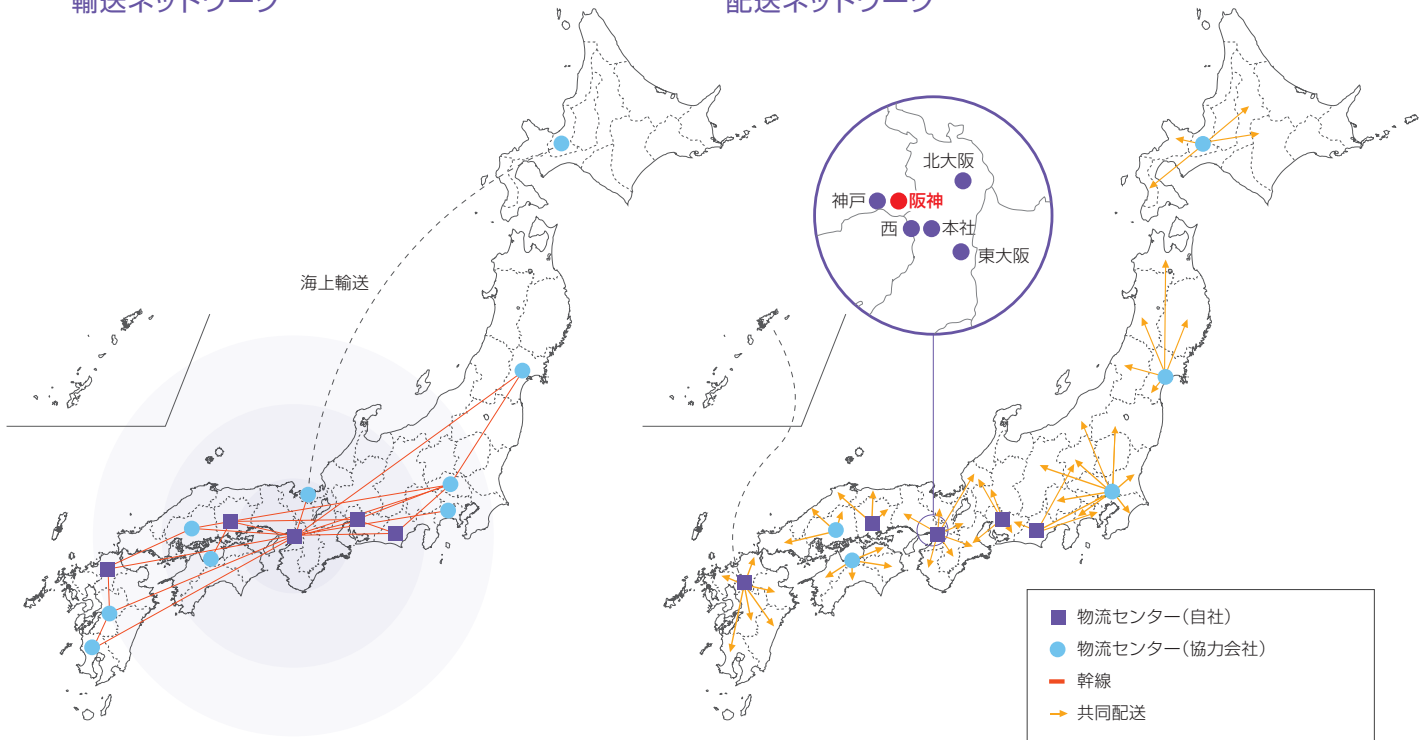 輸送ネットワーク
配送ネットワーク
海上輸送
北大阪
神戸
阪神
西
本社
東大阪
物流センター（自社）
物流センター（協力会社）
幹線
共同配送